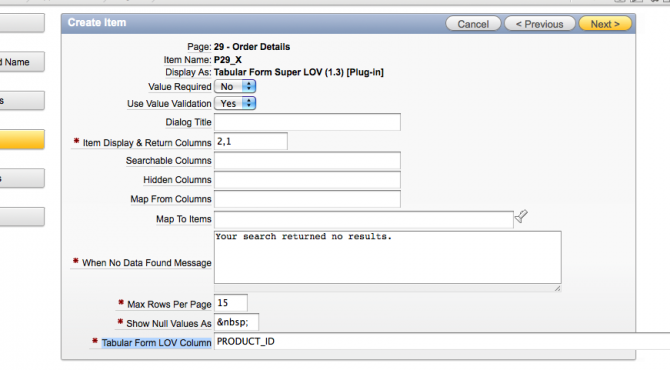 Create Item
Cancel
< Previous
Next >
Page: 29 - Order Details
Item Name: P29_X
Display As: Tabular Form Super LOV (1.3) [Plug-in]
Value Required No
Use Value Validation Yes
Dialog Title
* Item Display & Return Columns 2,1
Searchable Columns
Hidden Columns
Map From Columns
Map To Items
Your search returned no results.
* When No Data Found Message
* Max Rows Per Page 15
* Show Null Values As &nbsp;
* Tabular Form LOV Column PRODUCT_ID
d Name
s
s